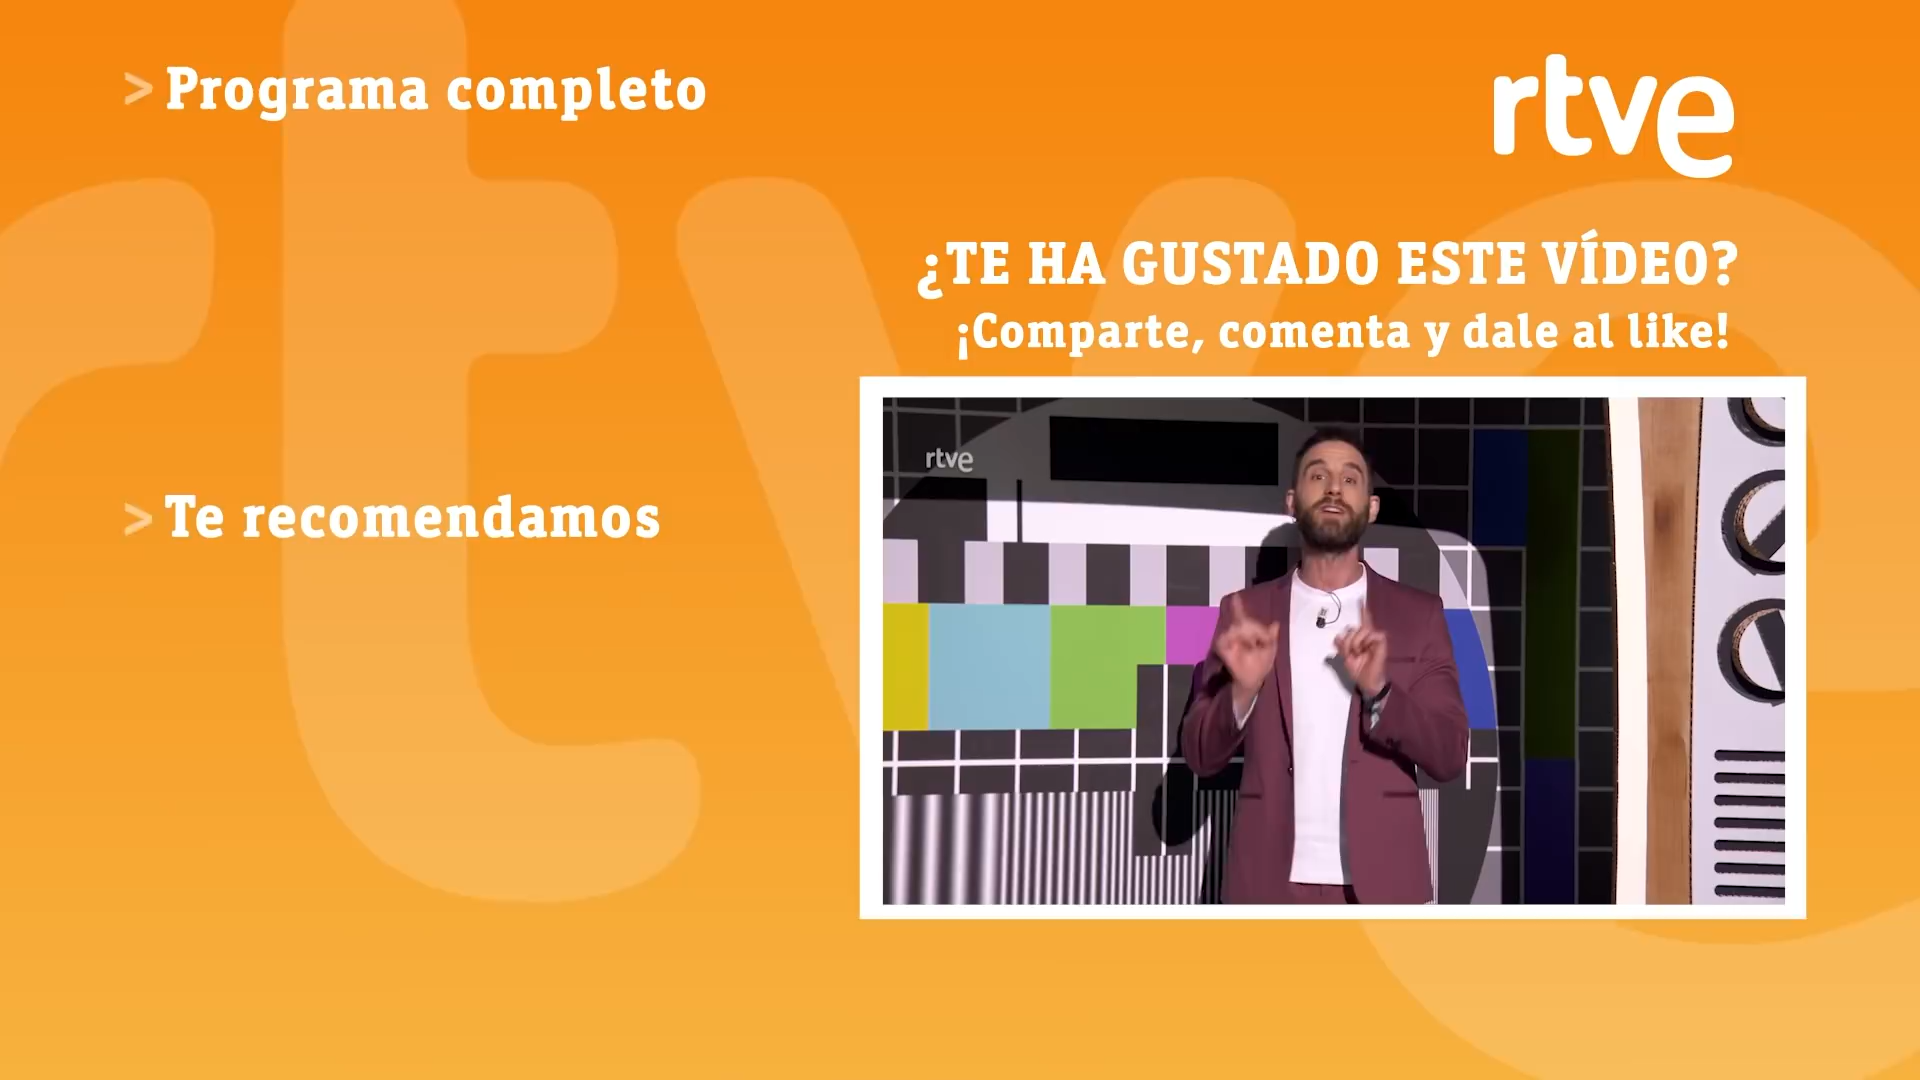 > Programa completo
rtve
¿TE HA GUSTADO ESTE VÍDEO?
¡Comparte, comenta y dale al like!
rtve
> Te recomendamos